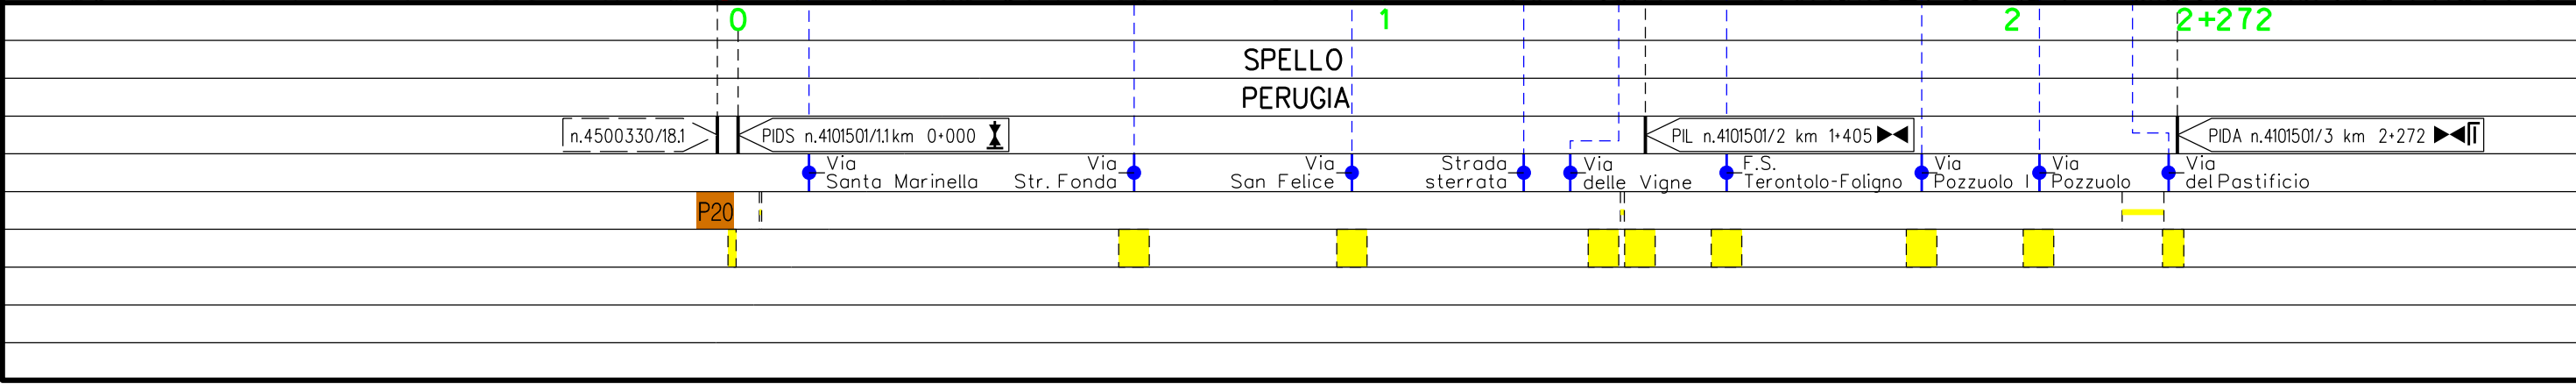 0 1 2 2+272
SPELLO
PERUGIA
n.4500330/18.1 PIDS n.4101501/1.1 km 0+000 PIL n.4101501/2 km 1+405 PIDA n.4101501/3 km 2+272
Via Santa Marinella
Via Str. Fonda
Via San Felice
Strada sterrata
Via delle Vigne
F.S. Terontolo-Foligno
Via Pozzuolo I
Via Pozzuolo
Via del Pastificio
P20